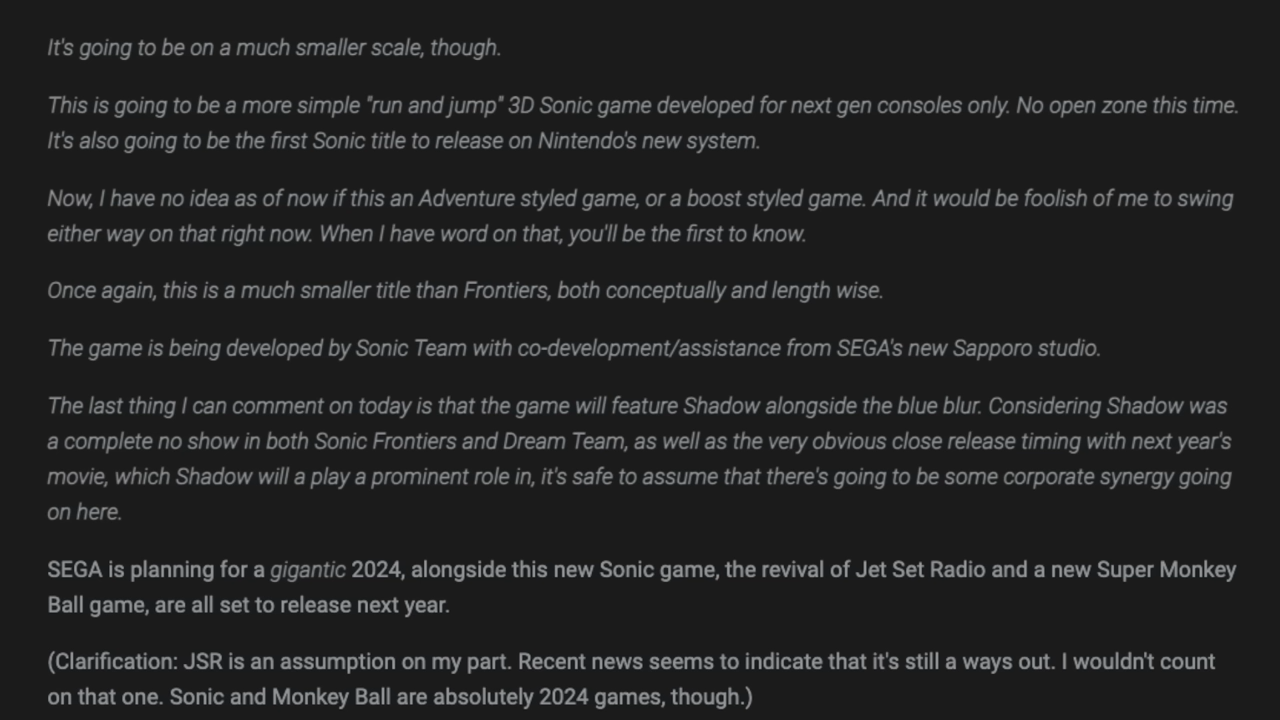 It's going to be on a much smaller scale, though.
This is going to be a more simple "run and jump" 3D Sonic game developed for next gen consoles only. No open zone this time.
It's also going to be the first Sonic title to release on Nintendo's new system.
Now, I have no idea as of now if this an Adventure styled game, or a boost styled game. And it would be foolish of me to swing
either way on that right now. When I have word on that, you'll be the first to know.
Once again, this is a much smaller title than Frontiers, both conceptually and length wise.
The game is being developed by Sonic Team with co-development/assistance from SEGA's new Sapporo studio.
The last thing I can comment on today is that the game will feature Shadow alongside the blue blur. Considering Shadow was
a complete no show in both Sonic Frontiers and Dream Team, as well as the very obvious close release timing with next year's
movie, which Shadow will a play a prominent role in, it's safe to assume that there's going to be some corporate synergy going
on here.
SEGA is planning for a gigantic 2024, alongside this new Sonic game, the revival of Jet Set Radio and a new Super Monkey
Ball game, are all set to release next year.
(Clarification: JSR is an assumption on my part. Recent news seems to indicate that it's still a ways out. I wouldn't count
on that one. Sonic and Monkey Ball are absolutely 2024 games, though.)